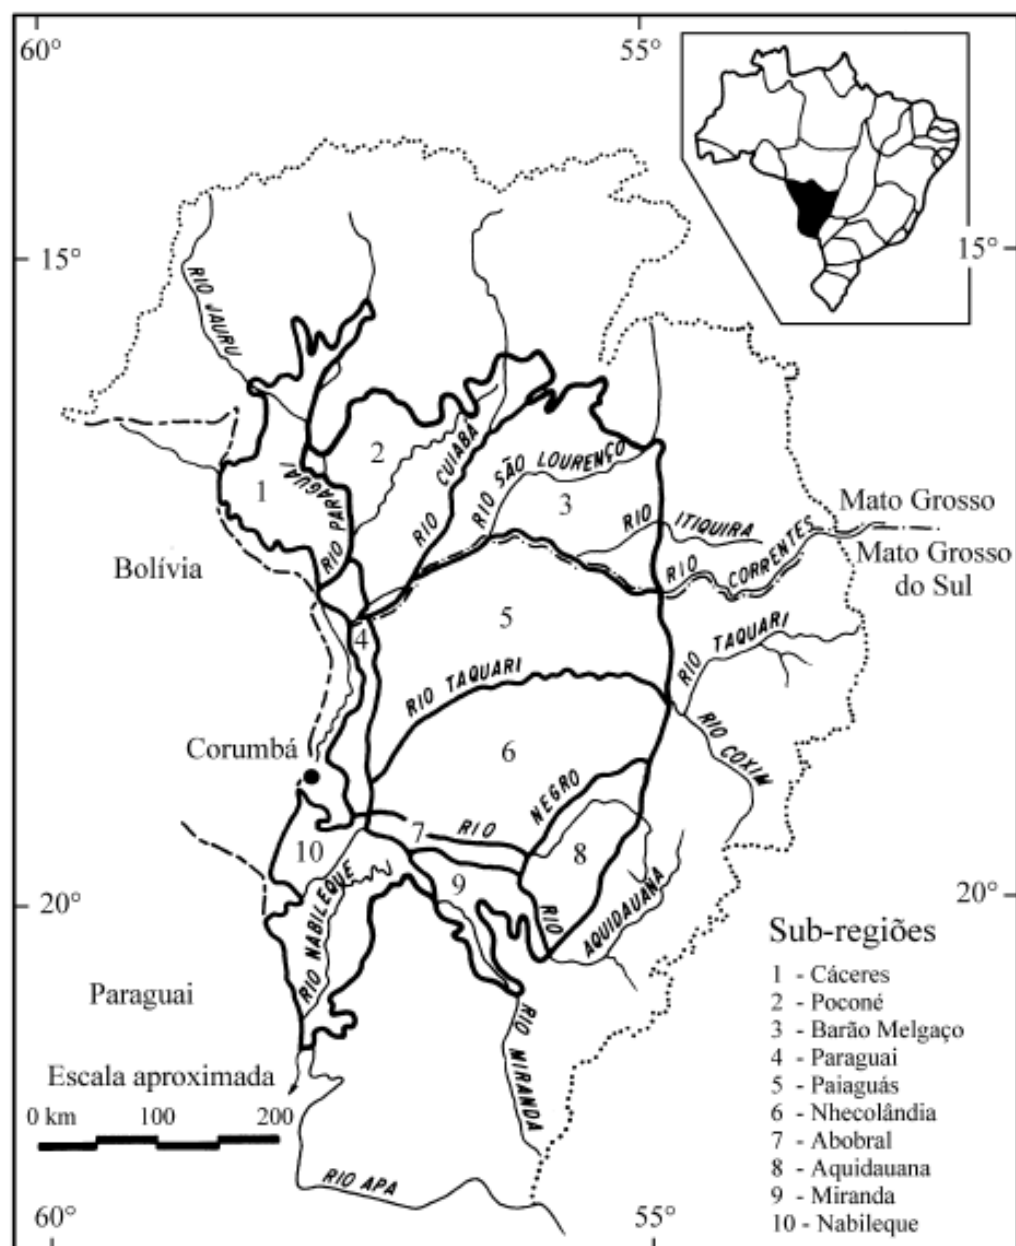 60°
55°
15°
15°
RIO JAURU
2
RIO CUIABÁ
RIO SÃO LOURENÇO
1
RIO PARAGUAI
3
RIO ITIQUIRA
Mato Grosso
RIO CORRENTES
Mato Grosso
do Sul
Bolívia
4
5
RIO TAQUARI
RIO TAQUARI
RIO COXIM
Corumbá
6
RIO NEGRO
7
8
10
9
RIO NABILEQUE
RIO AQUIDAUANA
20°
20°
Sub-regiões
1 - Cáceres
2 - Poconé
3 - Barão Melgaço
4 - Paraguai
5 - Paiaguás
6 - Nhecolândia
7 - Abobral
8 - Aquidauana
9 - Miranda
10 - Nabileque
Paraguai
RIO MIRANDA
Escala aproximada
0 km 100 200
RIO APA
60°
55°